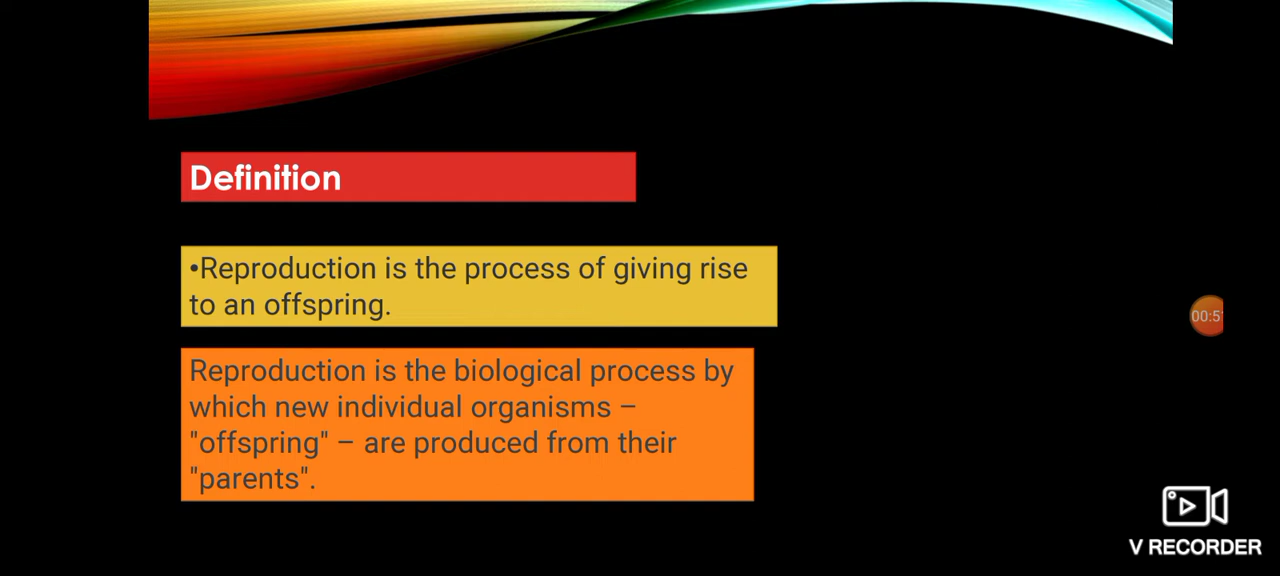 Definition
•Reproduction is the process of giving rise
to an offspring.
Reproduction is the biological process by
which new individual organisms –
"offspring" – are produced from their
"parents".
V RECORDER